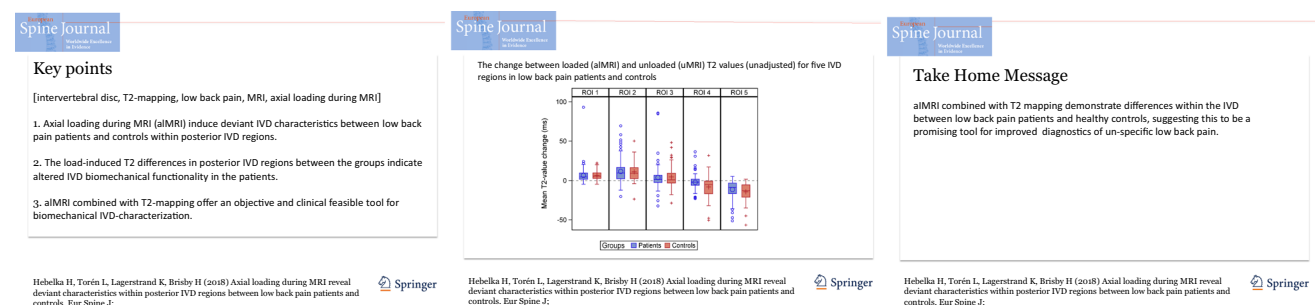 European
Spine Journal
Worldwide Excellence
in Evidence
Key points
[intervertebral disc, T2-mapping, low back pain, MRI, axial loading during MRI]
1. Axial loading during MRI (alMRI) induce deviant IVD characteristics between low back
pain patients and controls within posterior IVD regions.
2. The load-induced T2 differences in posterior IVD regions between the groups indicate
altered IVD biomechanical functionality in the patients.
3. alMRI combined with T2-mapping offer an objective and clinical feasible tool for
biomechanical IVD-characterization.
Hebelka H, Torén L, Lagerstrand K, Brisby H (2018) Axial loading during MRI reveal
deviant characteristics within posterior IVD regions between low back pain patients and
controls. Eur Spine J;
Springer
European
Spine Journal
Worldwide Excellence
in Evidence
The change between loaded (alMRI) and unloaded (uMRI) T2 values (unadjusted) for five IVD
regions in low back pain patients and controls
ROI 1 ROI 2 ROI 3 ROI 4 ROI 5
100
50
0
-50
Mean T2-value change (ms)
Groups Patients Controls
Hebelka H, Torén L, Lagerstrand K, Brisby H (2018) Axial loading during MRI reveal
deviant characteristics within posterior IVD regions between low back pain patients and
controls. Eur Spine J;
Springer
European
Spine Journal
Worldwide Excellence
in Evidence
Take Home Message
alMRI combined with T2 mapping demonstrate differences within the IVD
between low back pain patients and healthy controls, suggesting this to be a
promising tool for improved diagnostics of un-specific low back pain.
Hebelka H, Torén L, Lagerstrand K, Brisby H (2018) Axial loading during MRI reveal
deviant characteristics within posterior IVD regions between low back pain patients and
controls. Eur Spine J;
Springer